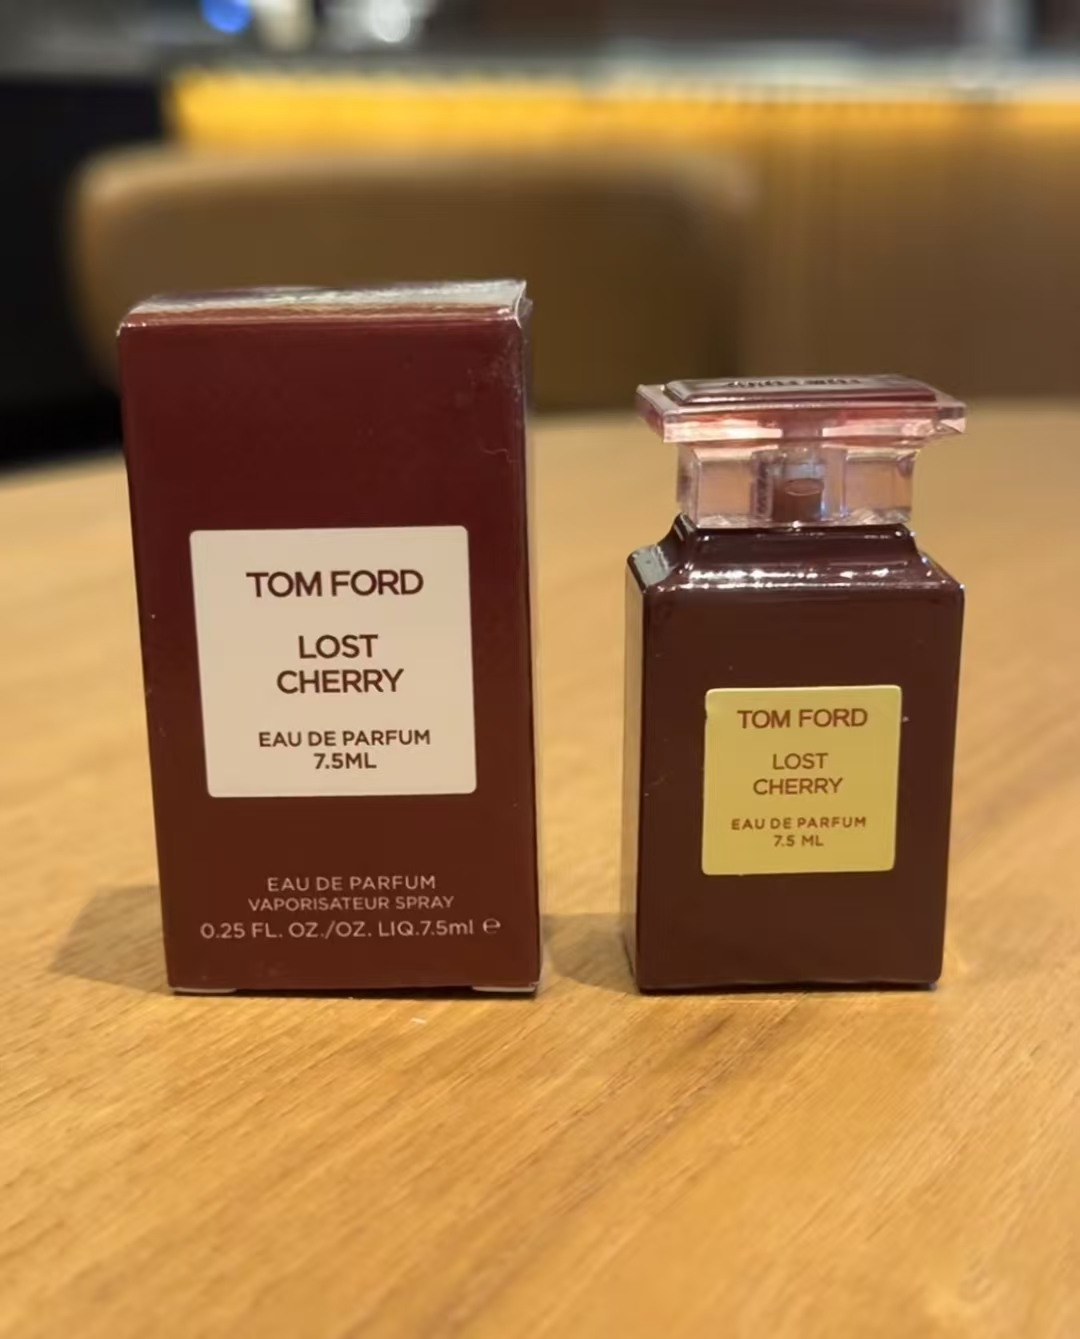 TOM FORD
LOST
CHERRY
EAU DE PARFUM
7.5ML
EAU DE PARFUM
VAPORISATEUR SPRAY
0.25 FL. OZ./OZ. LIQ.7.5ml ℮
TOM FORD
LOST
CHERRY
EAU DE PARFUM
7.5 ML